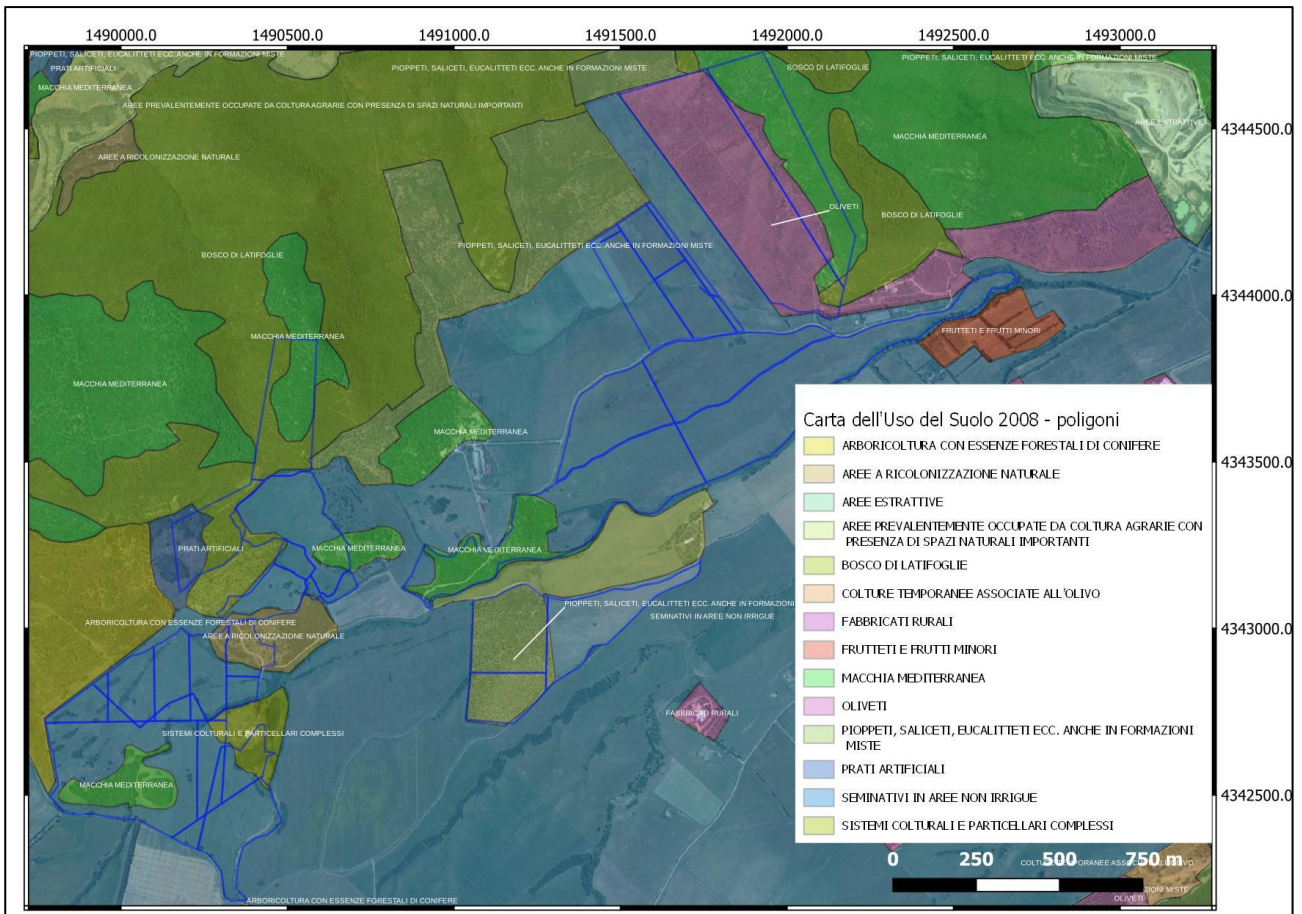 1490000.0 1490500.0 1491000.0 1491500.0 1492000.0 1492500.0 1493000.0
PIOPPETI, SALICETI, EUCALITTETI ECC. ANCHE IN FORMAZIONI MISTE
BOSCO DI LATIFOGLIE
PIOPPETI, SALICETI, EUCALITTETI ECC. ANCHE IN FORMAZIONI MISTE
PRATI ARTIFICIALI
PIOPPETI, SALICETI, EUCALITTETI ECC. ANCHE IN FORMAZIONI MISTE
MACCHIA MEDITERRANEA
AREE PREVALENTEMENTE OCCUPATE DA COLTURA AGRARIE CON PRESENZA DI SPAZI NATURALI IMPORTANTI
AREE ESTRATTIVE
4344500.0
MACCHIA MEDITERRANEA
AREE A RICOLONIZZAZIONE NATURALE
OLIVETI
BOSCO DI LATIFOGLIE
PIOPPETI, SALICETI, EUCALITTETI ECC. ANCHE IN FORMAZIONI MISTE
BOSCO DI LATIFOGLIE
4344000.0
FRUTTETI E FRUTTI MINORI
MACCHIA MEDITERRANEA
MACCHIA MEDITERRANEA
MACCHIA MEDITERRANEA
4343500.0
PRATI ARTIFICIALI
MACCHIA MEDITERRANEA
MACCHIA MEDITERRANEA
PIOPPETI, SALICETI, EUCALITTETI ECC. ANCHE IN FORMAZIONI
SEMINATIVI IN AREE NON IRRIGUE
ARBORICOLTURA CON ESSENZE FORESTALI DI CONIFERE
AREE A RICOLONIZZAZIONE NATURALE
4343000.0
FABBRICATI RURALI
SISTEMI COLTURALI E PARTICELLARI COMPLESSI
MACCHIA MEDITERRANEA
4342500.0
ARBORICOLTURA CON ESSENZE FORESTALI DI CONIFERE
Carta dell'Uso del Suolo 2008 - poligoni
ARBORICOLTURA CON ESSENZE FORESTALI DI CONIFERE
AREE A RICOLONIZZAZIONE NATURALE
AREE ESTRATTIVE
AREE PREVALENTEMENTE OCCUPATE DA COLTURA AGRARIE CON
PRESENZA DI SPAZI NATURALI IMPORTANTI
BOSCO DI LATIFOGLIE
COLTURE TEMPORANEE ASSOCIATE ALL'OLIVO
FABBRICATI RURALI
FRUTTETI E FRUTTI MINORI
MACCHIA MEDITERRANEA
OLIVETI
PIOPPETI, SALICETI, EUCALITTETI ECC. ANCHE IN FORMAZIONI
MISTE
PRATI ARTIFICIALI
SEMINATIVI IN AREE NON IRRIGUE
SISTEMI COLTURALI E PARTICELLARI COMPLESSI
0 250 500 750 m
OLIVETI